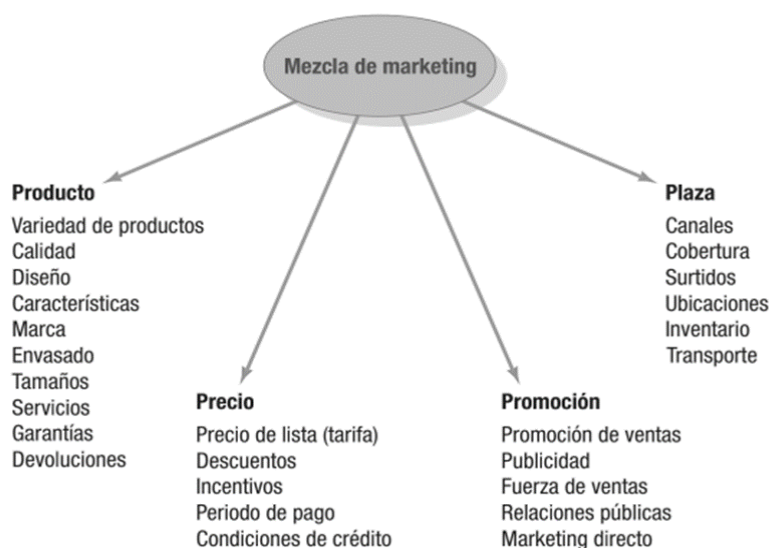 Mezcla de marketing
Producto
Variedad de productos
Calidad
Diseño
Características
Marca
Envasado
Tamaños
Servicios
Garantías
Devoluciones
Precio
Precio de lista (tarifa)
Descuentos
Incentivos
Periodo de pago
Condiciones de crédito
Promoción
Promoción de ventas
Publicidad
Fuerza de ventas
Relaciones públicas
Marketing directo
Plaza
Canales
Cobertura
Surtidos
Ubicaciones
Inventario
Transporte